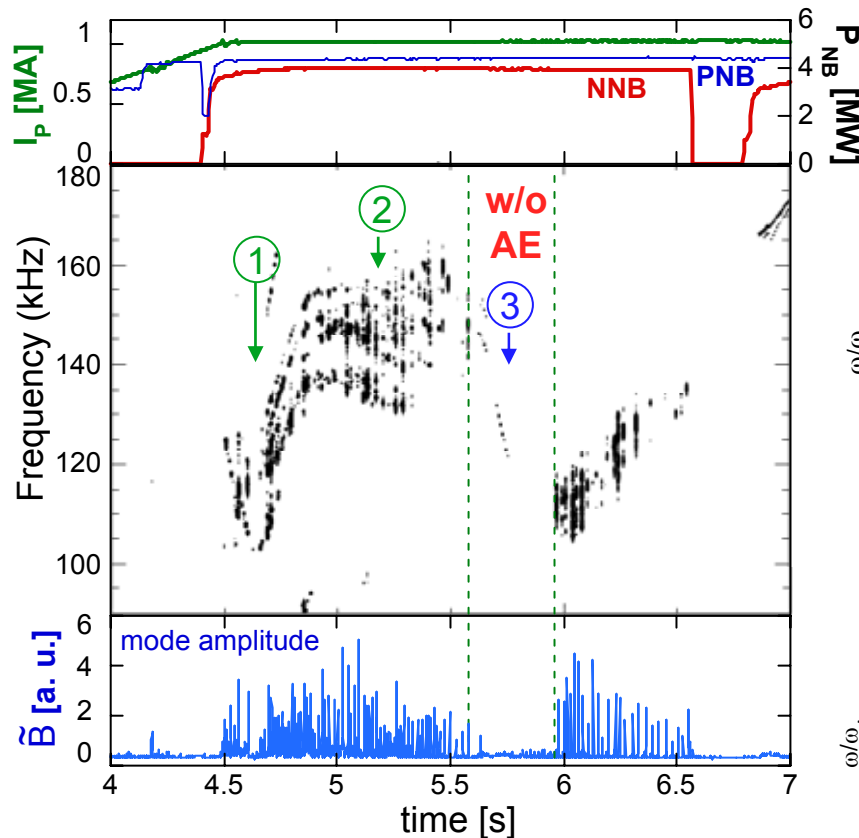 1
0.5
0
I_P [MA]
6
4
2
0
P_NB [MW]
NNB
PNB
180
160
140
120
100
Frequency (kHz)
1
2
w/o
AE
3
ω/ω
6
4
2
0
B̃ [a. u.]
mode amplitude
ω/ω
4
4.5
5
5.5
6
6.5
7
time [s]